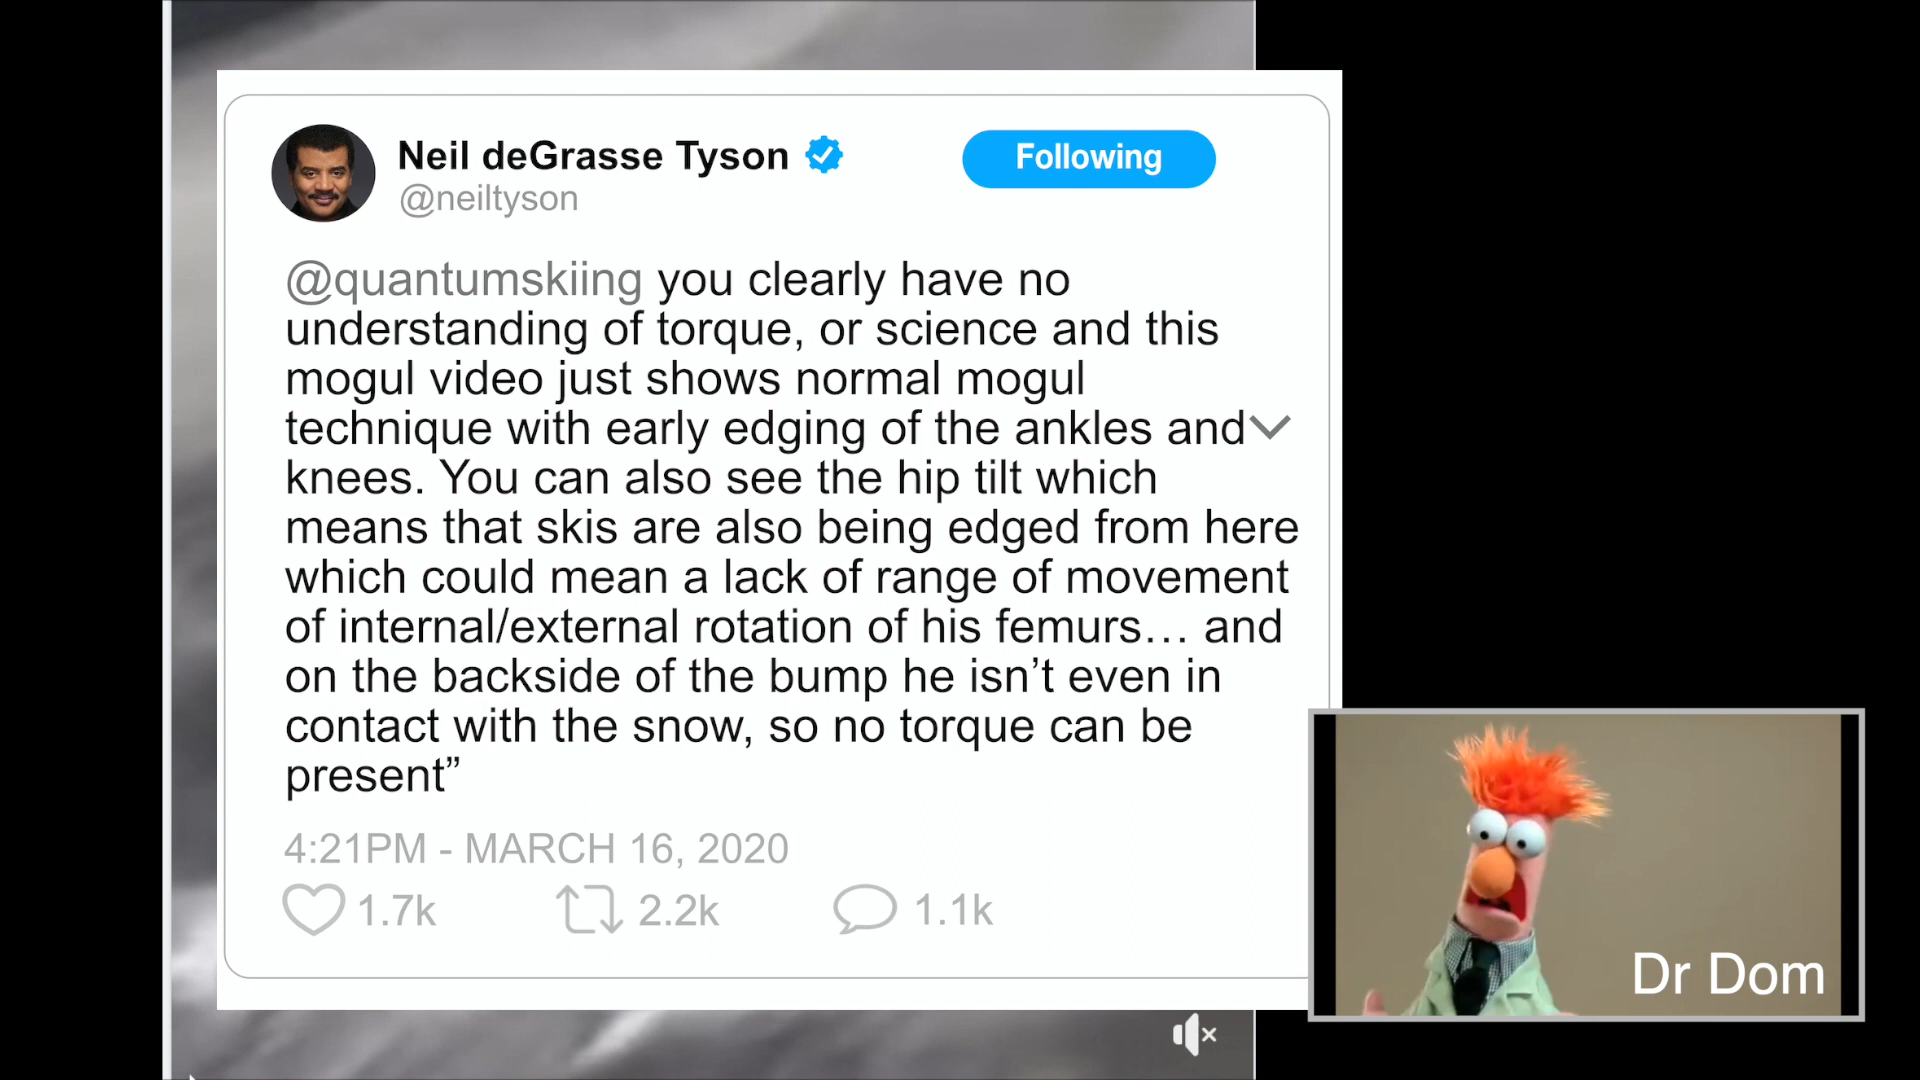 Neil deGrasse Tyson
Following
@neiltyson
@quantumskiing you clearly have no
understanding of torque, or science and this
mogul video just shows normal mogul
technique with early edging of the ankles and
knees. You can also see the hip tilt which
means that skis are also being edged from here
which could mean a lack of range of movement
of internal/external rotation of his femurs... and
on the backside of the bump he isn’t even in
contact with the snow, so no torque can be
present”
4:21PM - MARCH 16, 2020
1.7k 2.2k 1.1k
Dr Dom